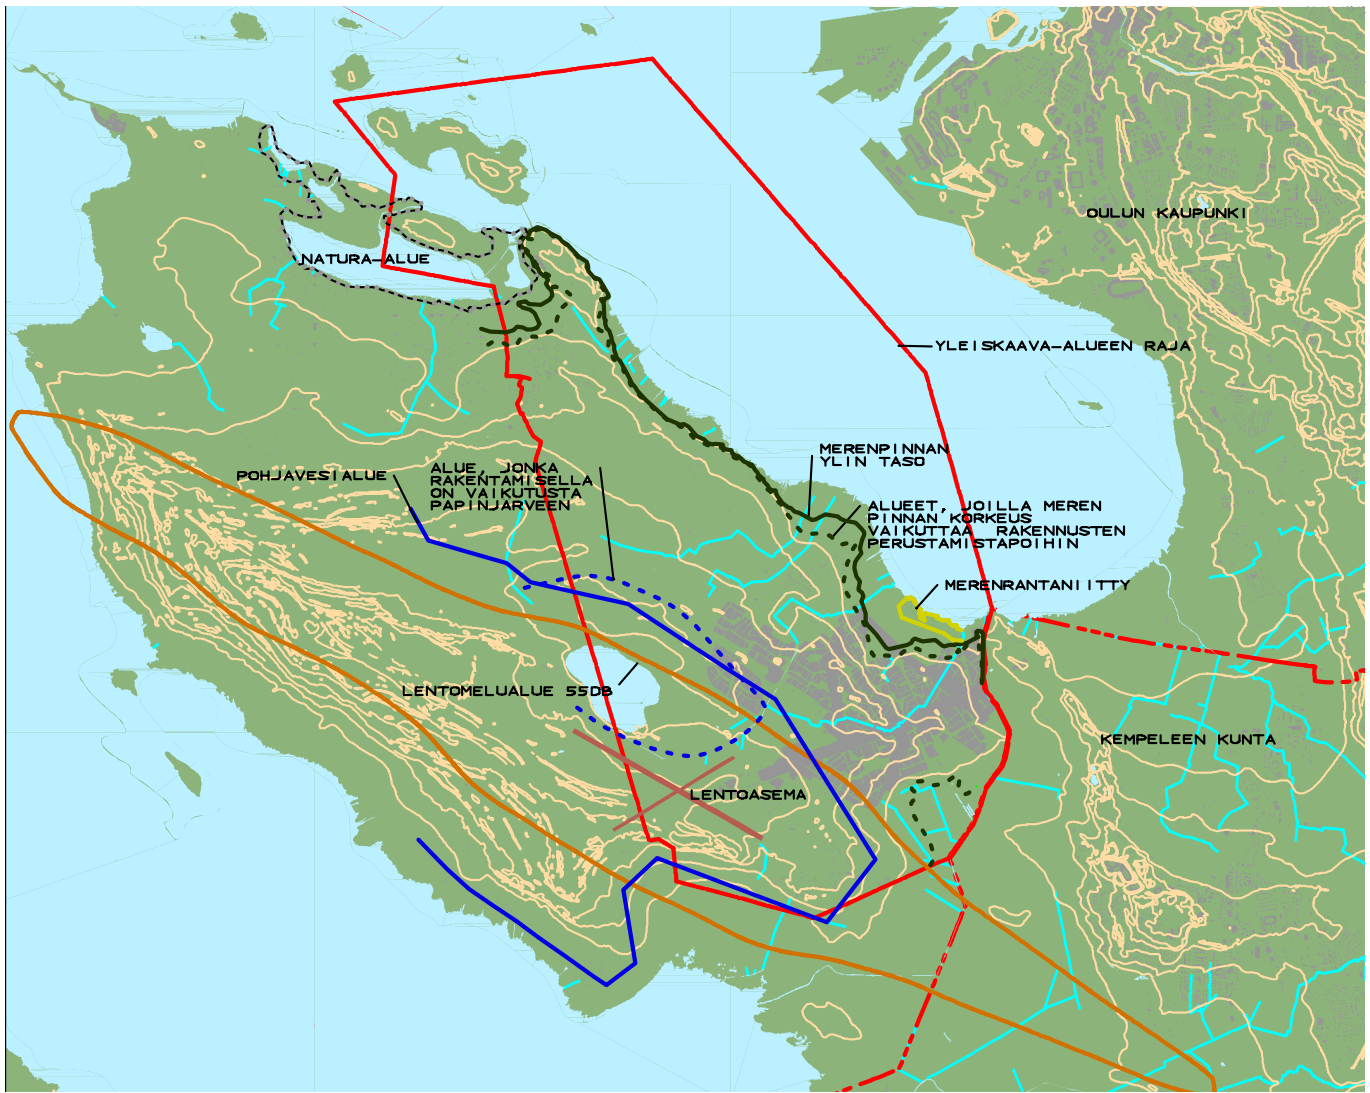 OULUN KAUPUNKI
NATURA-ALUE
YLEISKAAVA-ALUEEN RAJA
MERENPINNAN
YLIN TASO
POHJAVESIALUE
ALUE, JONKA
RAKENTAMISELLA
ON VAIKUTUSTA
PAPINJARVEEN
ALUEET, JOILLA MEREN
PINNAN KORKEUS
VAIKUTTAA RAKENNUSTEN
PERUSTAMISTAPOIHIN
MERENRANTANIITTY
LENTOMELUALUE 55DB
KEMPELEEN KUNTA
LENTOASEMA